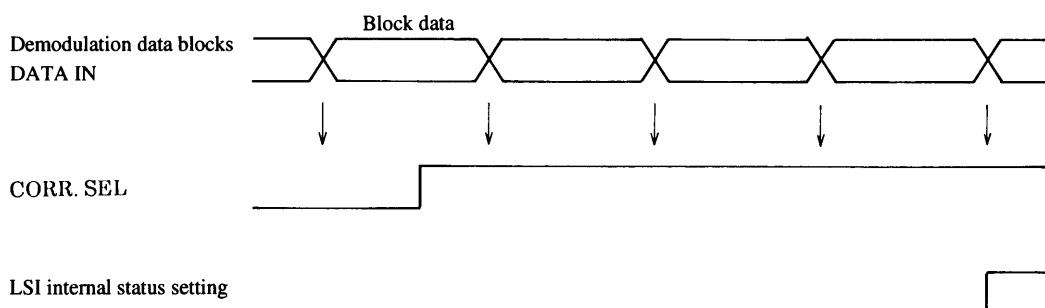 Block data
Demodulation data blocks
DATA IN
CORR. SEL
LSI internal status setting